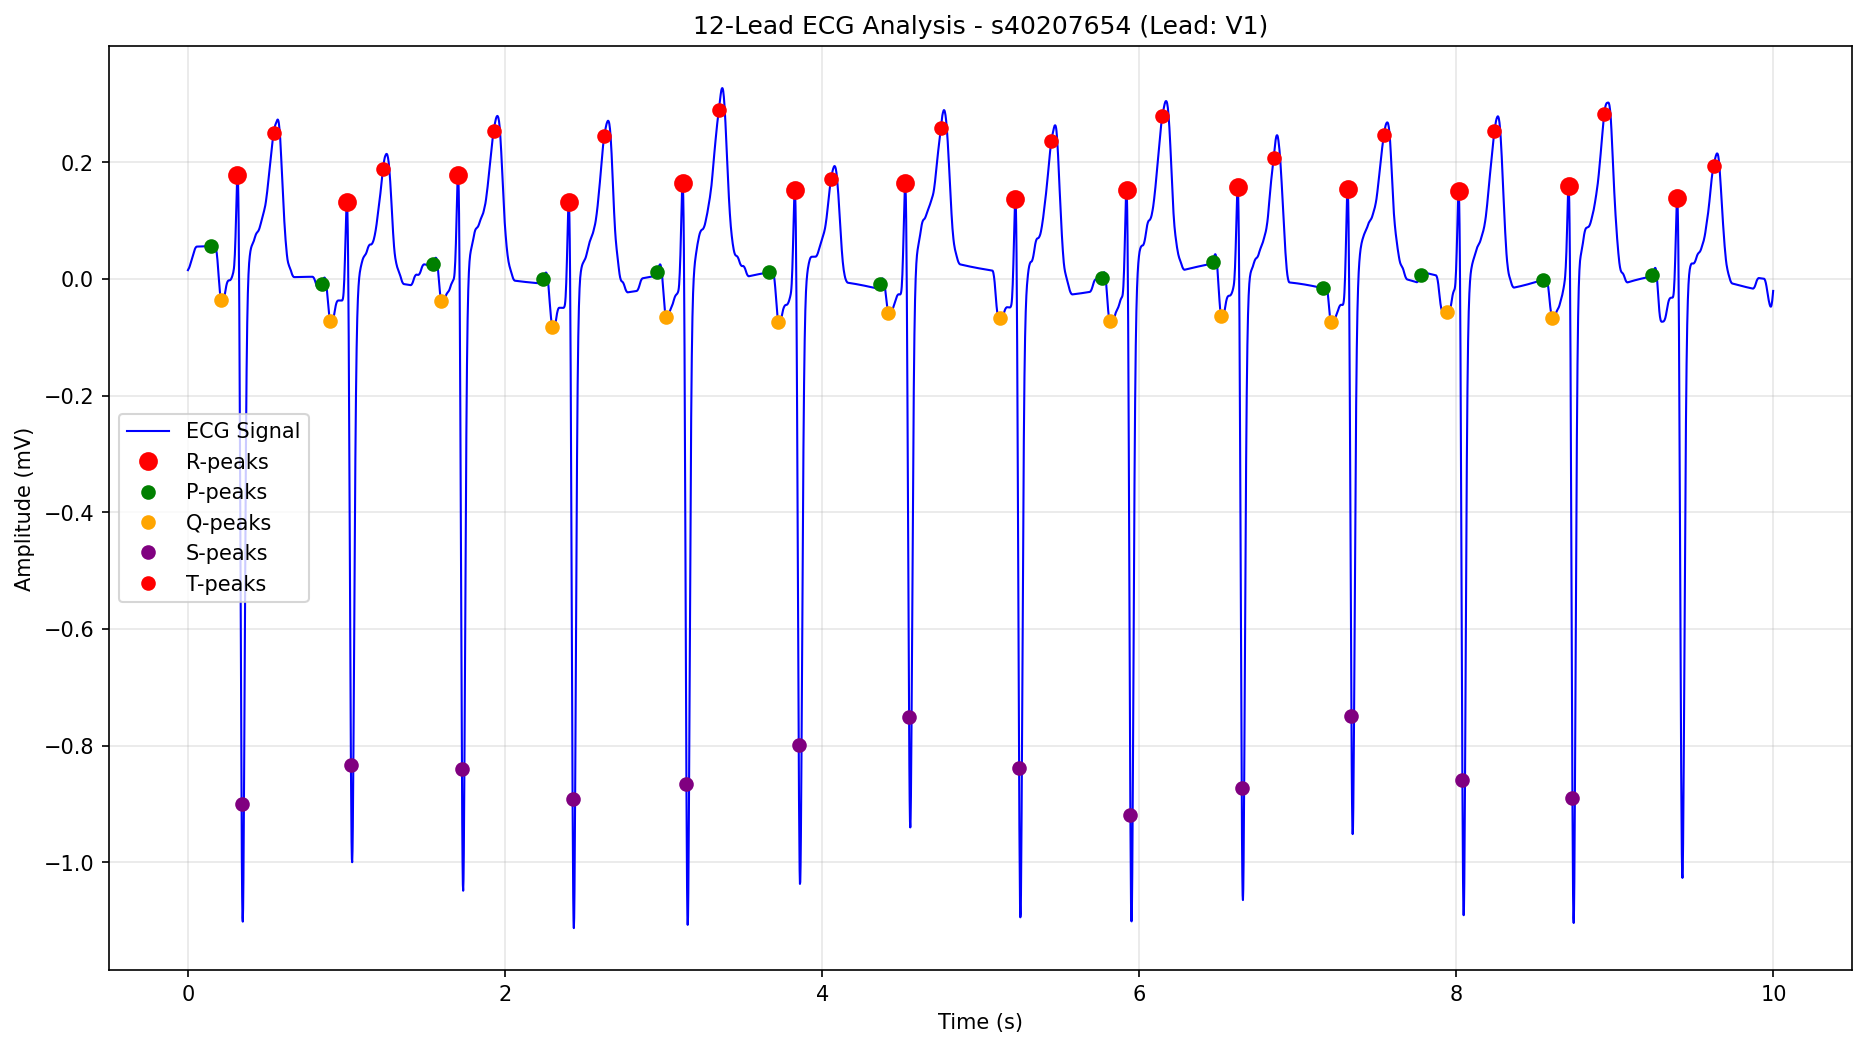 12-Lead ECG Analysis - s40207654 (Lead: V1)
Amplitude (mV)
0.2
0.0
−0.2
−0.4
−0.6
−0.8
−1.0
ECG Signal
R-peaks
P-peaks
Q-peaks
S-peaks
T-peaks
0 2 4 6 8 10
Time (s)